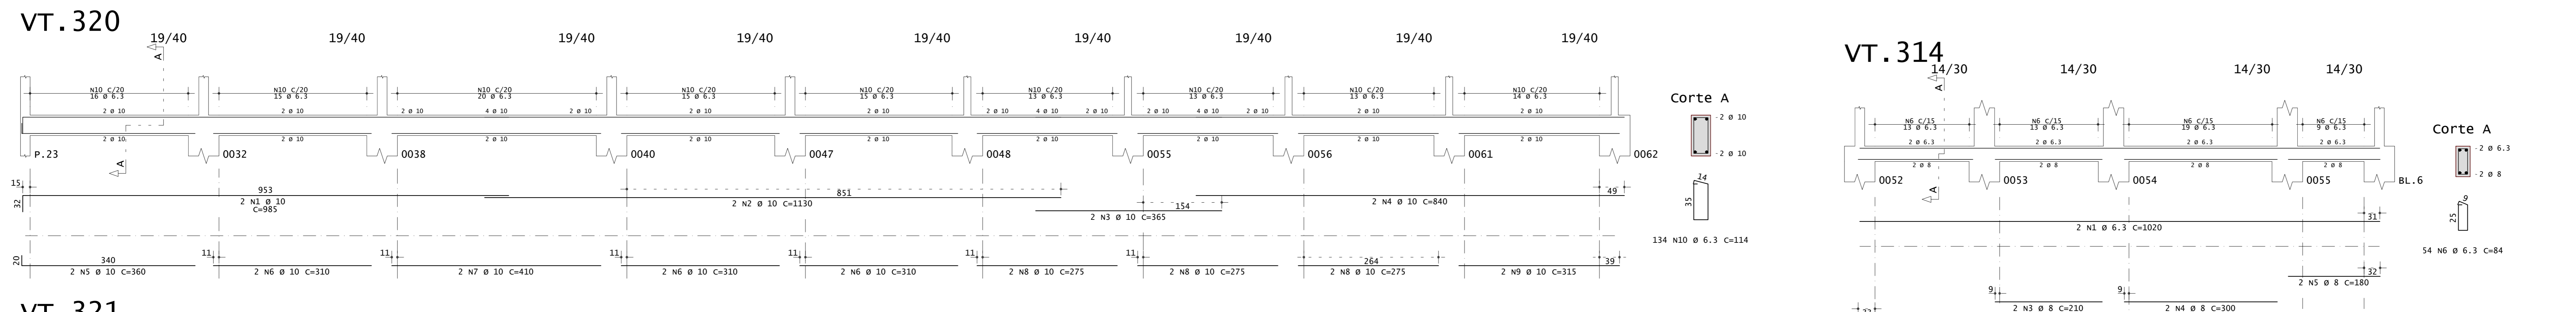 VT.320
19/40 19/40 19/40 19/40 19/40 19/40 19/40 19/40 19/40
A
N10 C/20 N10 C/20 N10 C/20 N10 C/20 N10 C/20 N10 C/20 N10 C/20 N10 C/20 N10 C/20
16 Ø 6.3 15 Ø 6.3 20 Ø 6.3 15 Ø 6.3 15 Ø 6.3 13 Ø 6.3 13 Ø 6.3 13 Ø 6.3 14 Ø 6.3
2 Ø 10 2 Ø 10 2 Ø 10 4 Ø 10 2 Ø 10 2 Ø 10 2 Ø 10 2 Ø 10 4 Ø 10 2 Ø 10 2 Ø 10 4 Ø 10 2 Ø 10 2 Ø 10 2 Ø 10
2 Ø 10 2 Ø 10 2 Ø 10 2 Ø 10 2 Ø 10 2 Ø 10 2 Ø 10 2 Ø 10 2 Ø 10
P.23 0032 0038 0040 0047 0048 0055 0056 0061 0062
A
15 953 851 49
32 2 N1 Ø 10 2 N2 Ø 10 C=1130 2 N4 Ø 10 C=840
C=985
154
2 N3 Ø 10 C=365
11 11 11 11 11 11
20 340 264 39
2 N5 Ø 10 C=360 2 N6 Ø 10 C=310 2 N7 Ø 10 C=410 2 N6 Ø 10 C=310 2 N6 Ø 10 C=310 2 N8 Ø 10 C=275 2 N8 Ø 10 C=275 2 N8 Ø 10 C=275 2 N9 Ø 10 C=315
Corte A
2 Ø 10
2 Ø 10
14
35
134 N10 Ø 6.3 C=114
VT.321
VT.314
14/30 14/30 14/30 14/30
A
N6 C/15 N6 C/15 N6 C/15 N6 C/15
13 Ø 6.3 13 Ø 6.3 19 Ø 6.3 9 Ø 6.3
2 Ø 6.3 2 Ø 6.3 2 Ø 6.3 2 Ø 6.3
2 Ø 8 2 Ø 8 2 Ø 8 2 Ø 8
0052 0053 0054 0055 BL.6
A
31
2 N1 Ø 6.3 C=1020
32
2 N5 Ø 8 C=180
9 9
2 N3 Ø 8 C=210 2 N4 Ø 8 C=300
Corte A
2 Ø 6.3
2 Ø 8
9
25
54 N6 Ø 6.3 C=84